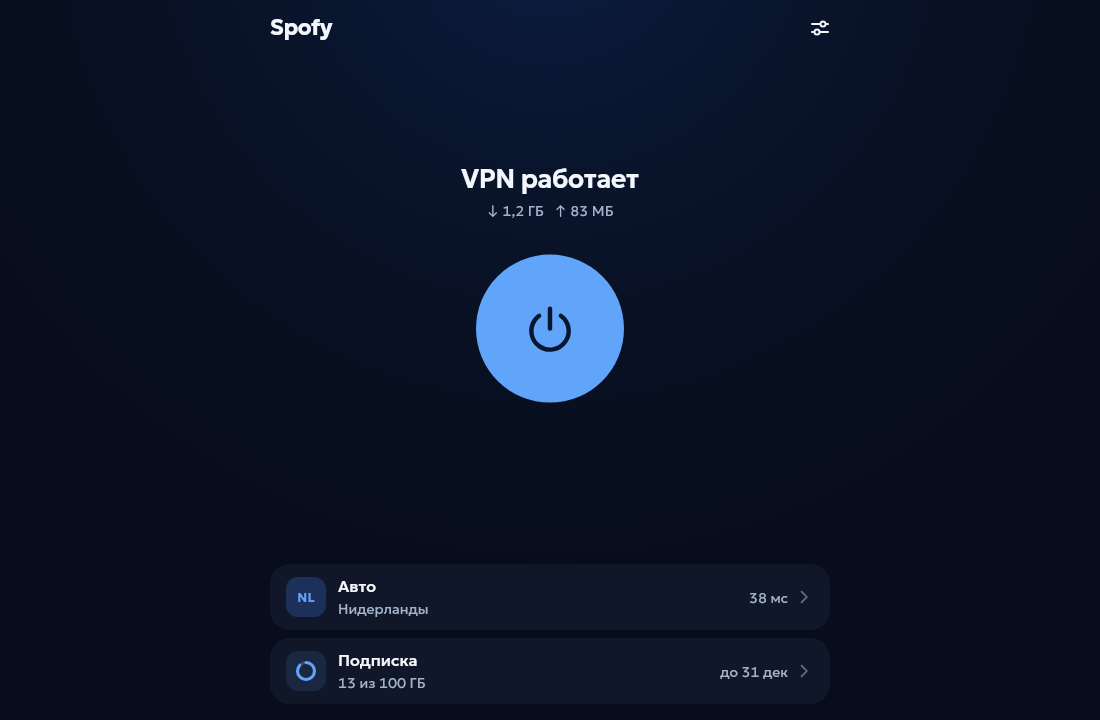 Spofy
VPN работает
↓ 1,2 ГБ ↑ 83 МБ
NL
Авто
Нидерланды
38 мс
Подписка
13 из 100 ГБ
до 31 дек